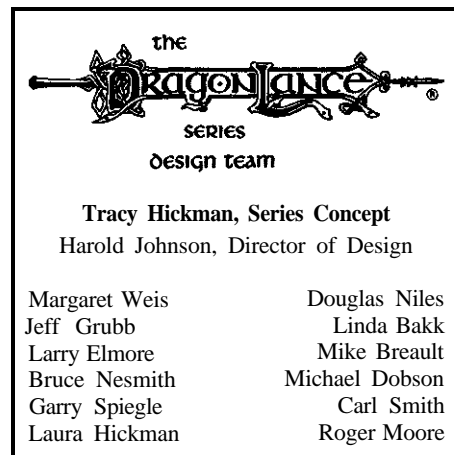 the
DRAGONLANCE ®
SERIES
DESIGN TEAM
Tracy Hickman, Series Concept
Harold Johnson, Director of Design
Margaret Weis Douglas Niles
Jeff Grubb Linda Bakk
Larry Elmore Mike Breault
Bruce Nesmith Michael Dobson
Garry Spiegle Carl Smith
Laura Hickman Roger Moore